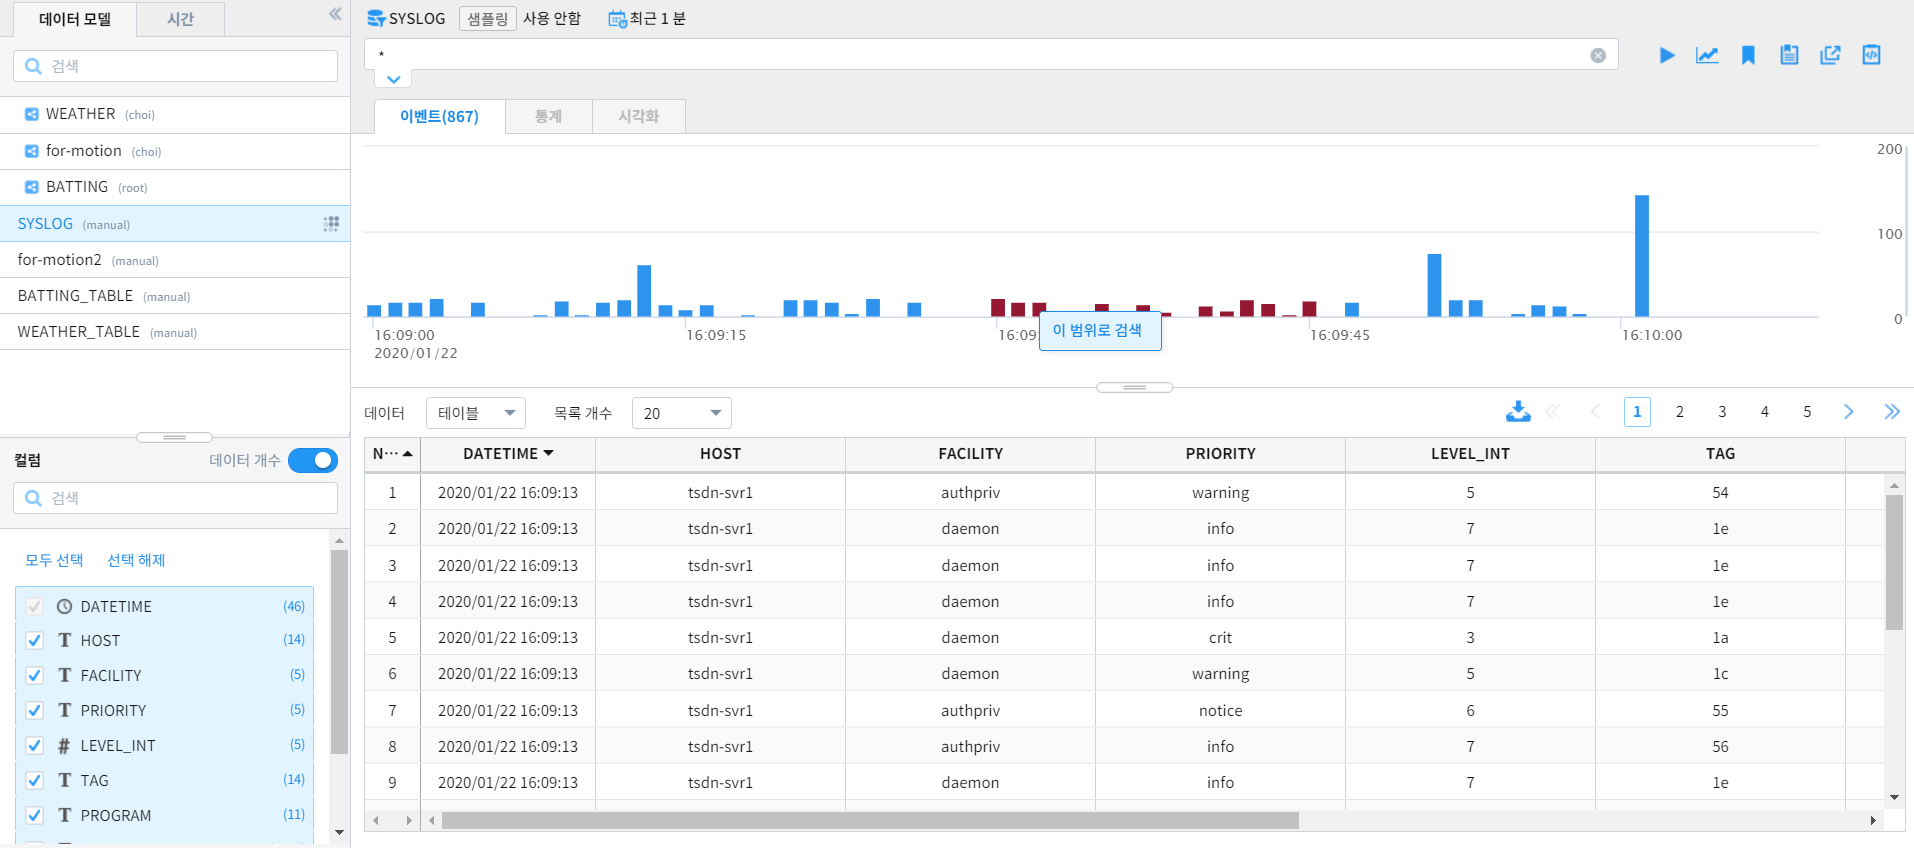 데이터 모델
시간
검색
WEATHER (choi)
for-motion (choi)
BATTING (root)
SYSLOG (manual)
for-motion2 (manual)
BATTING_TABLE (manual)
WEATHER_TABLE (manual)
컬럼
데이터 개수
검색
모두 선택
선택 해제
DATETIME (46)
T HOST (14)
T FACILITY (5)
T PRIORITY (5)
# LEVEL_INT (5)
T TAG (14)
T PROGRAM (11)
SYSLOG 샘플링 사용 안함 최근 1 분
*
이벤트(867)
통계
시각화
200
100
0
16:09:00
2020/01/22
16:09:15
16:09:
16:09:45
16:10:00
이 범위로 검색
데이터 테이블 목록 개수 20
1 2 3 4 5
N··· DATETIME HOST FACILITY PRIORITY LEVEL_INT TAG
1 2020/01/22 16:09:13 tsdn-svr1 authpriv warning 5 54
2 2020/01/22 16:09:13 tsdn-svr1 daemon info 7 1e
3 2020/01/22 16:09:13 tsdn-svr1 daemon info 7 1e
4 2020/01/22 16:09:13 tsdn-svr1 daemon info 7 1e
5 2020/01/22 16:09:13 tsdn-svr1 daemon crit 3 1a
6 2020/01/22 16:09:13 tsdn-svr1 daemon warning 5 1c
7 2020/01/22 16:09:13 tsdn-svr1 authpriv notice 6 55
8 2020/01/22 16:09:13 tsdn-svr1 authpriv info 7 56
9 2020/01/22 16:09:13 tsdn-svr1 daemon info 7 1e